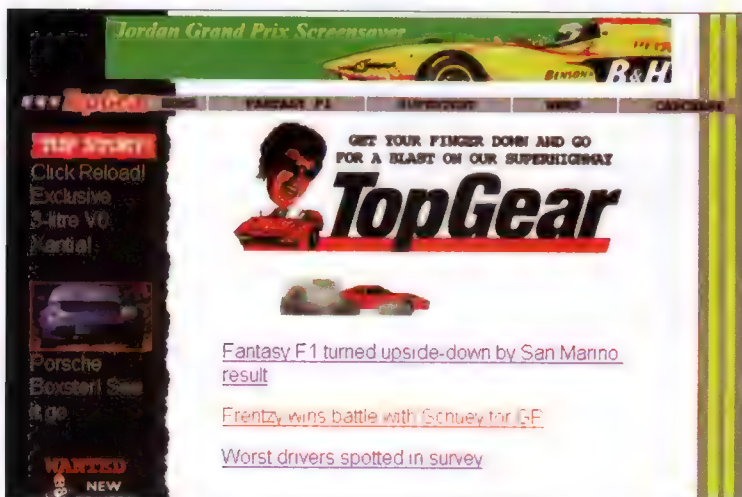 Jordan Grand Prix Screensaver
BENSON
B&H
TopGear
FANTASY F1
NEWS
TOP STORY
Click Reload!
Exclusive
3-litre V6
Xantia!
GET YOUR FINGER DOWN AND GO
FOR A BLAST ON OUR SUPERHIGHWAY
TopGear
Fantasy F1 turned upside-down by San Marino
result
Frentzy wins battle with Schuey for GP
Worst drivers spotted in survey
Porsche
Boxster! See
it go
WANTED
NEW